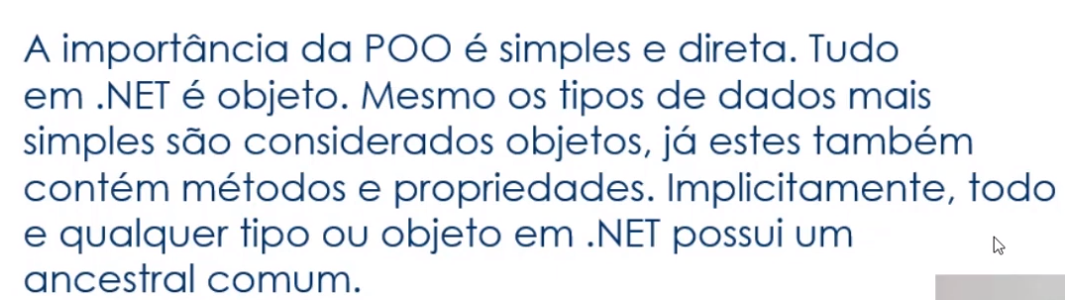 A importância da POO é simples e direta. Tudo
em .NET é objeto. Mesmo os tipos de dados mais
simples são considerados objetos, já estes também
contém métodos e propriedades. Implicitamente, todo
e qualquer tipo ou objeto em .NET possui um
ancestral comum.